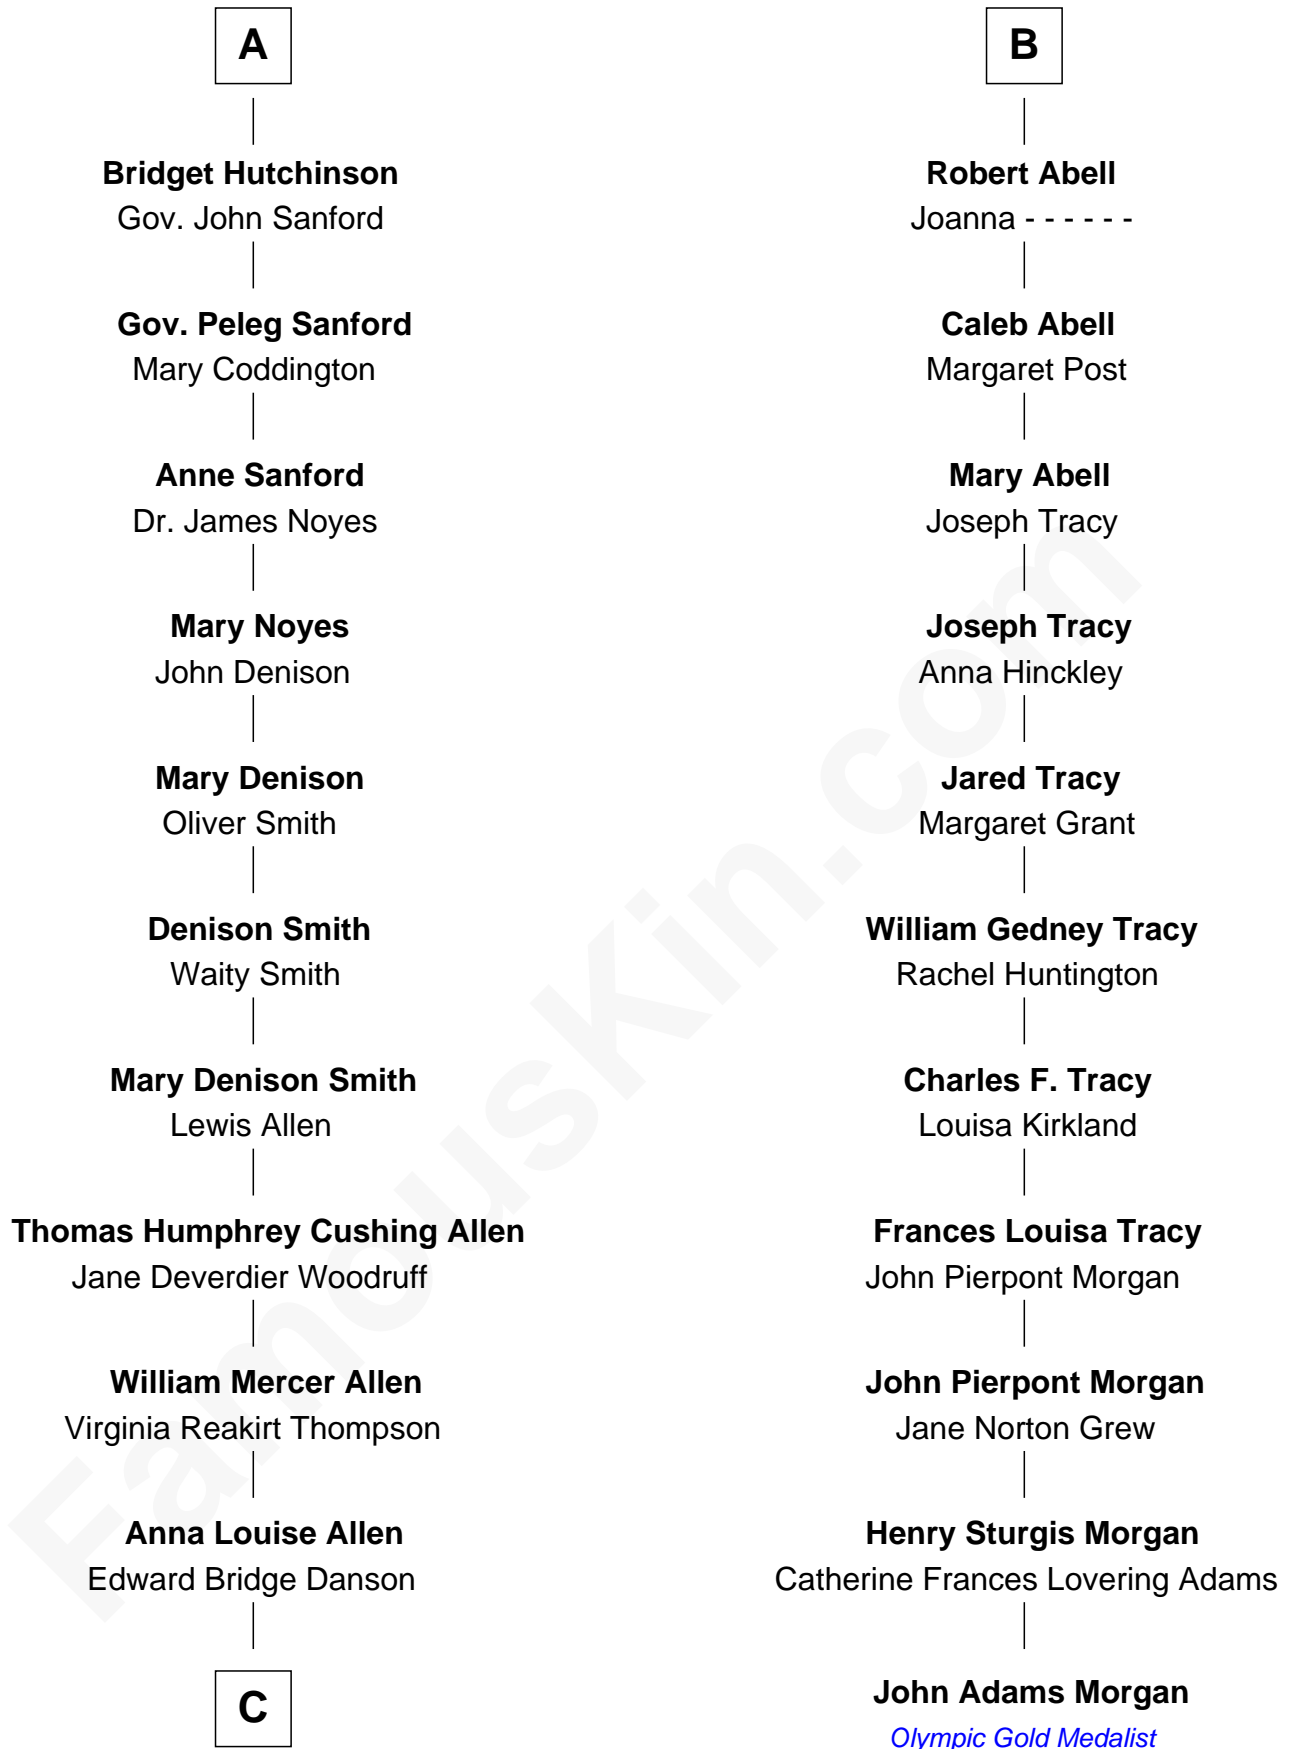 A
Bridget Hutchinson
Gov. John Sanford
Gov. Peleg Sanford
Mary Coddington
Anne Sanford
Dr. James Noyes
Mary Noyes
John Denison
Mary Denison
Oliver Smith
Denison Smith
Waity Smith
Mary Denison Smith
Lewis Allen
Thomas Humphrey Cushing Allen
Jane Deverdier Woodruff
William Mercer Allen
Virginia Reakirt Thompson
Anna Louise Allen
Edward Bridge Danson
C
B
Robert Abell
Joanna - - - - - -
Caleb Abell
Margaret Post
Mary Abell
Joseph Tracy
Joseph Tracy
Anna Hinckley
Jared Tracy
Margaret Grant
William Gedney Tracy
Rachel Huntington
Charles F. Tracy
Louisa Kirkland
Frances Louisa Tracy
John Pierpont Morgan
John Pierpont Morgan
Jane Norton Grew
Henry Sturgis Morgan
Catherine Frances Lovering Adams
John Adams Morgan
Olympic Gold Medalist
FamousKin.com